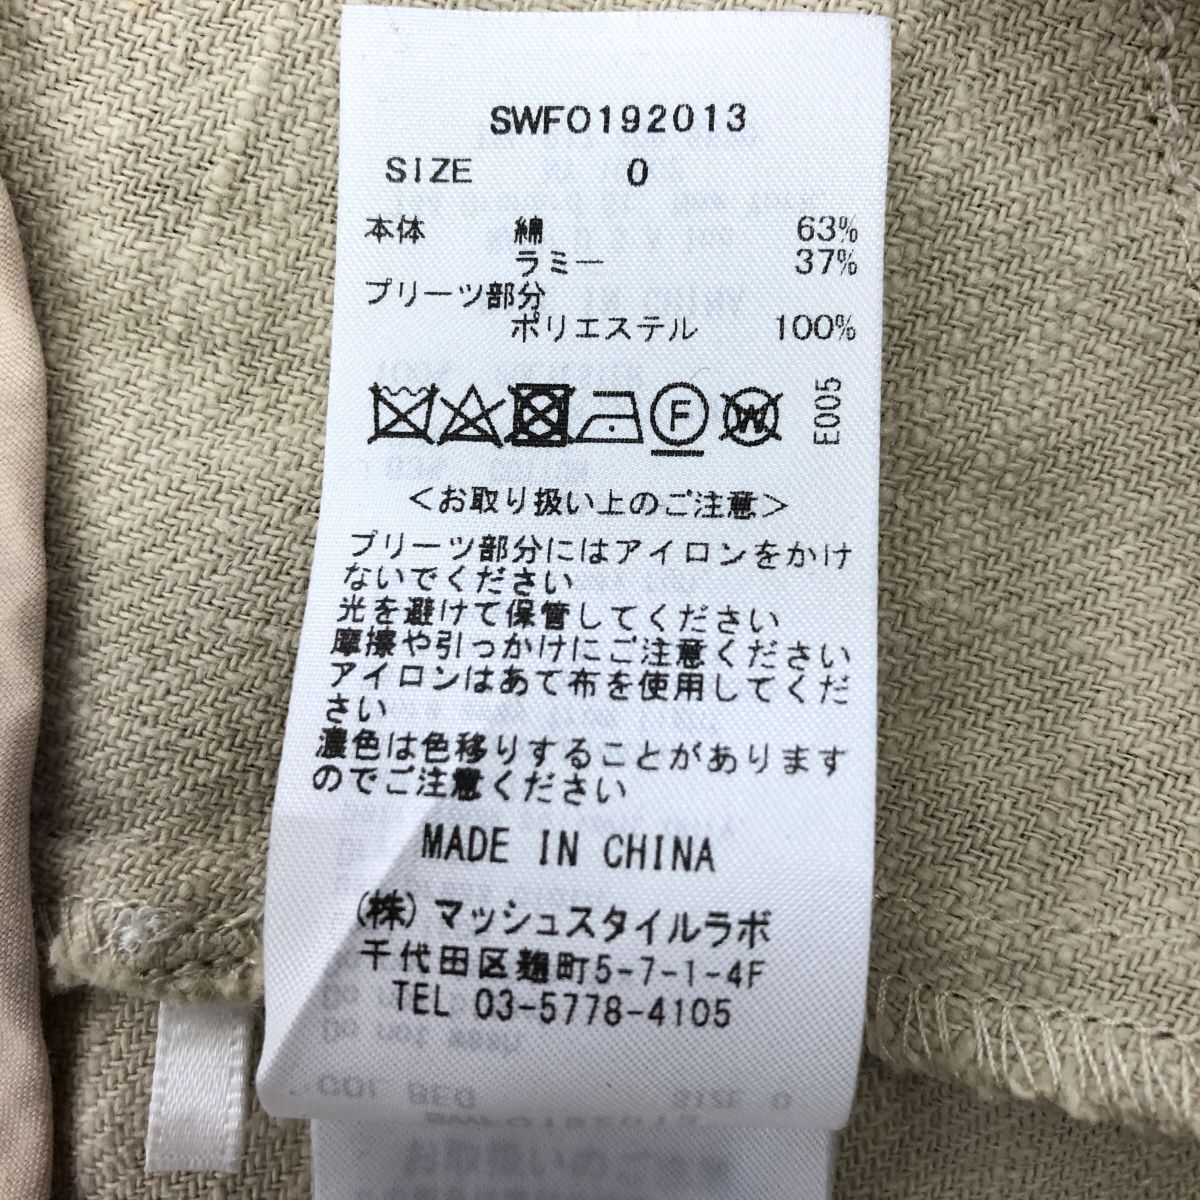 SWF0192013
SIZE 0
本体 綿 63%
ラミー 37%
プリーツ部分
ポリエステル 100%
F W E005
<お取り扱い上のご注意>
プリーツ部分にはアイロンをかけ
ないでください
光を避けて保管してください
摩擦や引っかけにご注意ください
アイロンはあて布を使用してくだ
さい
濃色は色移りすることがあります
のでご注意ください
MADE IN CHINA
(株)マッシュスタイルラボ
千代田区麹町5-7-1-4F
TEL 03-5778-4105